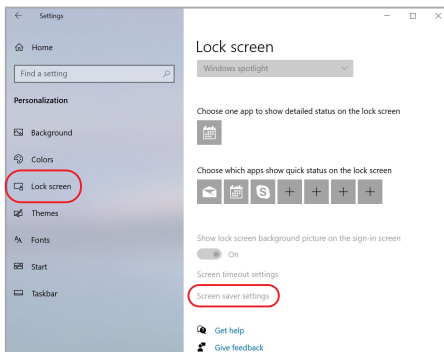 Settings
Home
Find a setting
Personalization
Background
Colors
Lock screen
Themes
Fonts
Start
Taskbar
Lock screen
Windows spotlight
Choose one app to show detailed status on the lock screen
Choose which apps show quick status on the lock screen
Show lock screen background picture on the sign-in screen
On
Screen timeout settings
Screen saver settings
Get help
Give feedback